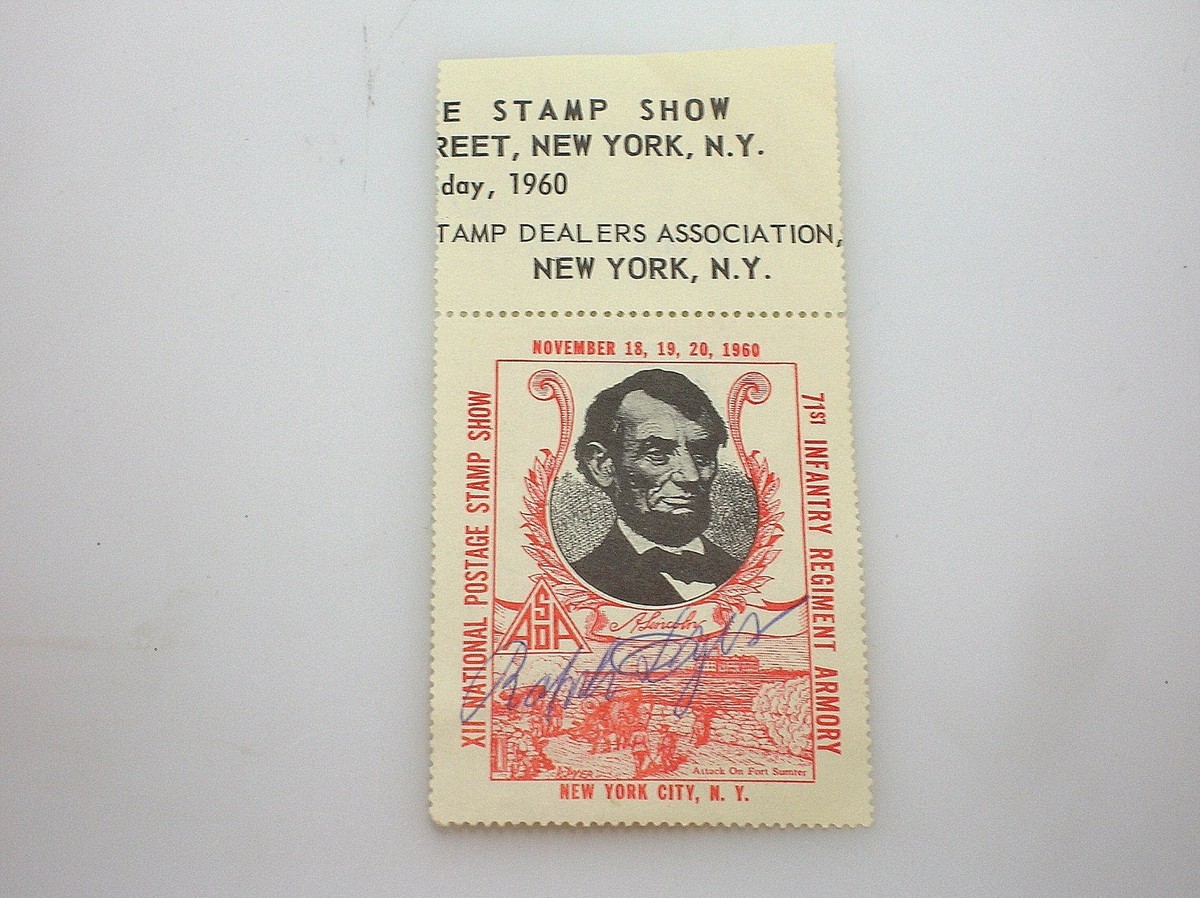 E STAMP SHOW
REET, NEW YORK, N.Y.
day, 1960
TAMP DEALERS ASSOCIATION,
NEW YORK, N.Y.
NOVEMBER 18, 19, 20, 1960
XII NATIONAL POSTAGE STAMP SHOW
71ST INFANTRY REGIMENT ARMORY
ASDA
A. Lincoln
Ralph
Attack On Fort Sumter
NEW YORK CITY, N. Y.